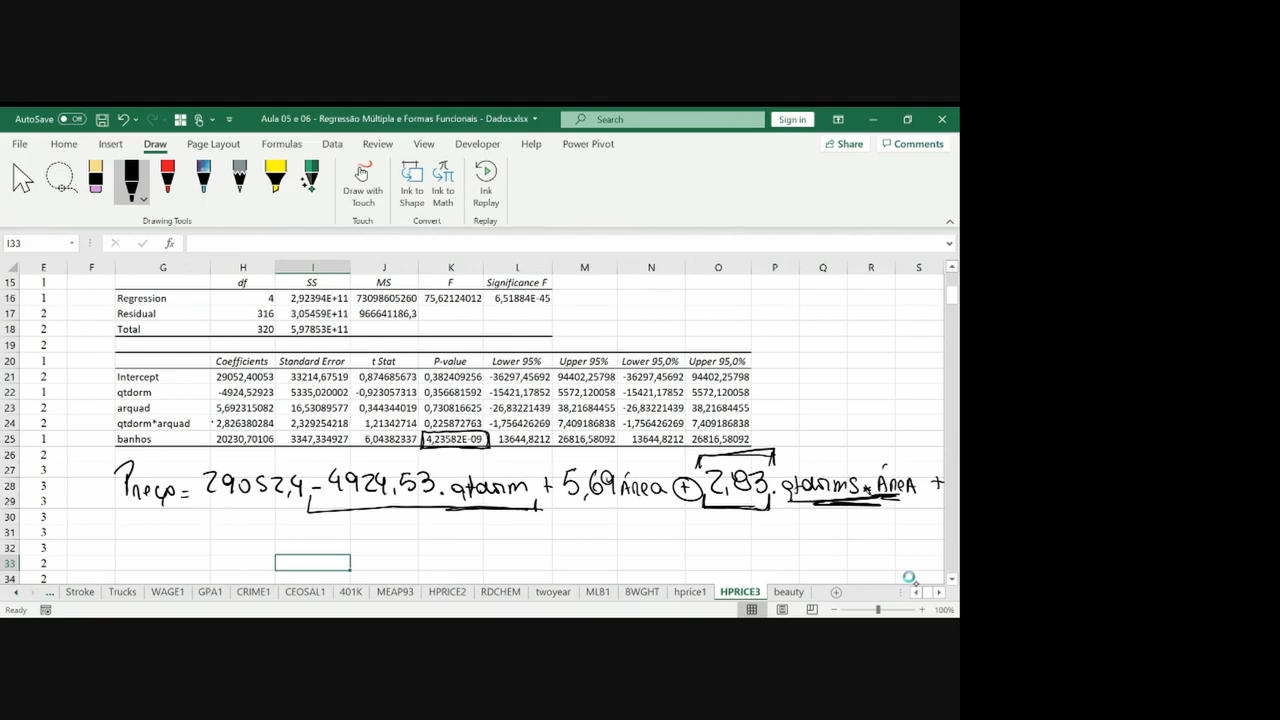 AutoSave Off Aula 05 e 06 - Regressão Múltipla e Formas Funcionais - Dados.xlsx Search Sign in
File Home Insert Draw Page Layout Formulas Data Review View Developer Help Power Pivot Share Comments
Draw with Touch Ink to Shape Ink to Math Ink Replay
Drawing Tools Touch Convert Replay
I33 fx
E F G H I J K L M N O P Q R S
15 1 df SS MS F Significance F
16 1 Regression 4 2,92394E+11 73098605260 75,62124012 6,51884E-45
17 2 Residual 316 3,05459E+11 966641186,3
18 2 Total 320 5,97853E+11
19 2
20 1 Coefficients Standard Error t Stat P-value Lower 95% Upper 95% Lower 95,0% Upper 95,0%
21 2 Intercept 29052,40053 33214,67519 0,874685673 0,382409256 -36297,45692 94402,25798 -36297,45692 94402,25798
22 1 qtdorm -4924,52923 5335,020002 -0,923057313 0,356681592 -15421,17852 5572,120058 -15421,17852 5572,120058
23 2 arquad 5,692315082 16,53089577 0,344344019 0,730816625 -26,83221439 38,21684455 -26,83221439 38,21684455
24 2 qtdorm*arquad 2,826380284 2,329254218 1,21342714 0,225872763 -1,756426269 7,409186837 -1,756426269 7,409186837
25 1 banhos 20230,70106 3347,334927 6,04382337 4,23582E-09 13644,8212 26816,58092 13644,8212 26816,58092
26 2
27 3
28 3 Preço = 29052,4 - 4924,53 . qtdorm + 5,69 Área + 2,83 . qtdorms * Área +
29 3
30 3
31 3
32 3
33 2
34 2
... Stroke Trucks WAGE1 GPA1 CRIME1 CEOSAL1 401K MEAP93 HPRICE2 RDCHEM twoyear MLB1 BWGHT hprice1 HPRICE3 beauty
Ready 100%